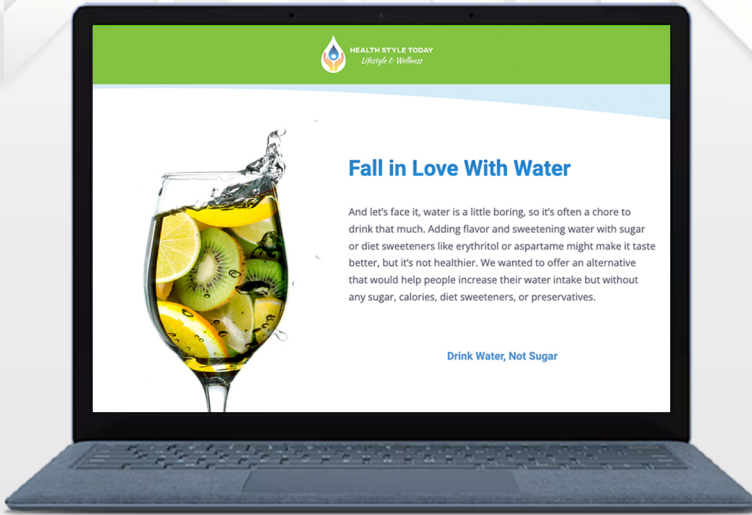 HEALTH STYLE TODAY
Lifestyle & Wellness
Fall in Love With Water
And let's face it, water is a little boring, so it's often a chore to
drink that much. Adding flavor and sweetening water with sugar
or diet sweeteners like erythritol or aspartame might make it taste
better, but it's not healthier. We wanted to offer an alternative
that would help people increase their water intake but without
any sugar, calories, diet sweeteners, or preservatives.
Drink Water, Not Sugar